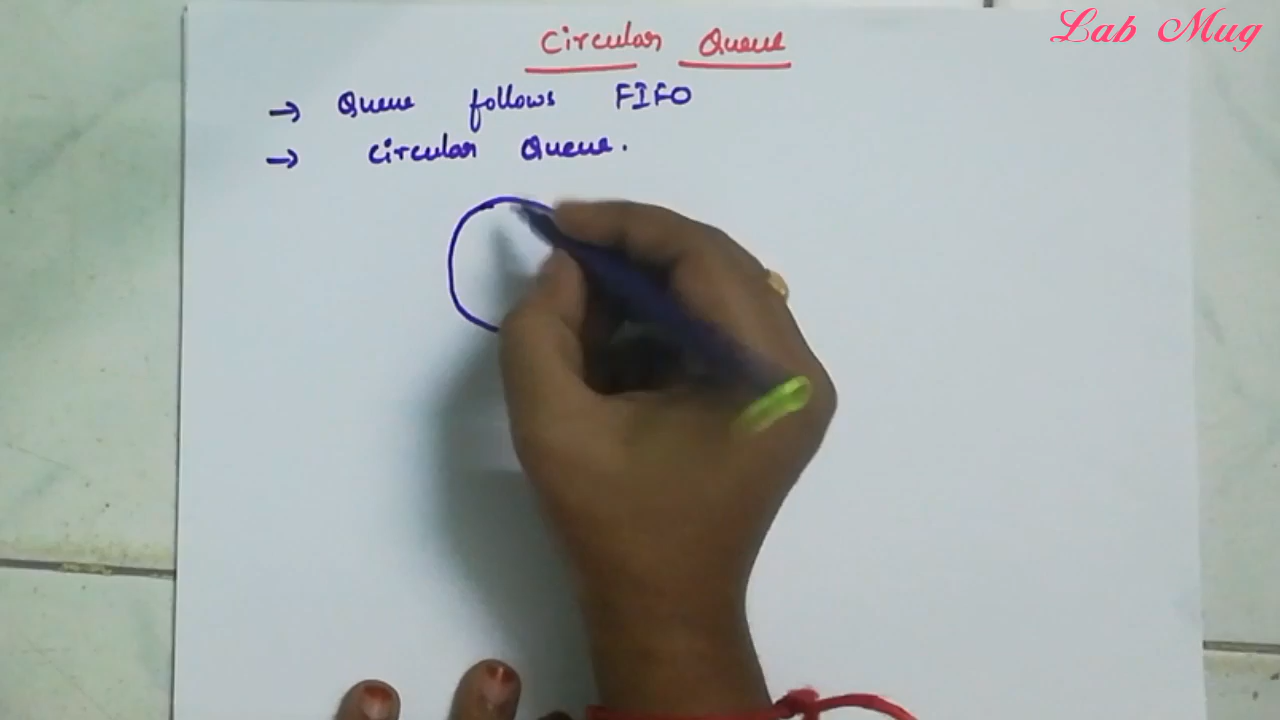 Circular Queue
Lab Mug
→ Queue follows FIFO
→ circular Queue.